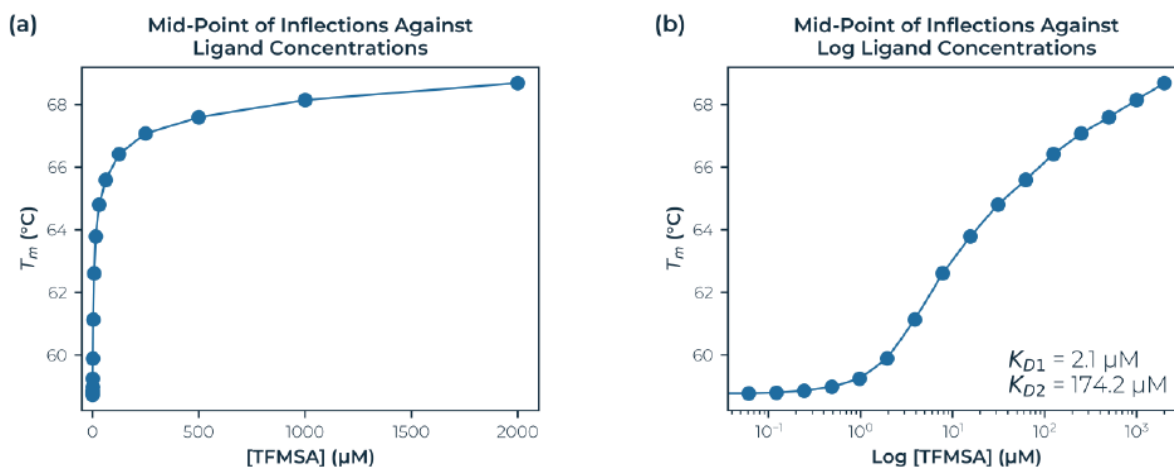 (a)
Mid-Point of Inflections Against
Ligand Concentrations
68
66
64
62
60
Tₘ (°C)
0
500
1000
1500
2000
[TFMSA] (µM)
(b)
Mid-Point of Inflections Against
Log Ligand Concentrations
68
66
64
62
60
Tₘ (°C)
K_D1 = 2.1 µM
K_D2 = 174.2 µM
10⁻¹
10⁰
10¹
10²
10³
Log [TFMSA] (µM)